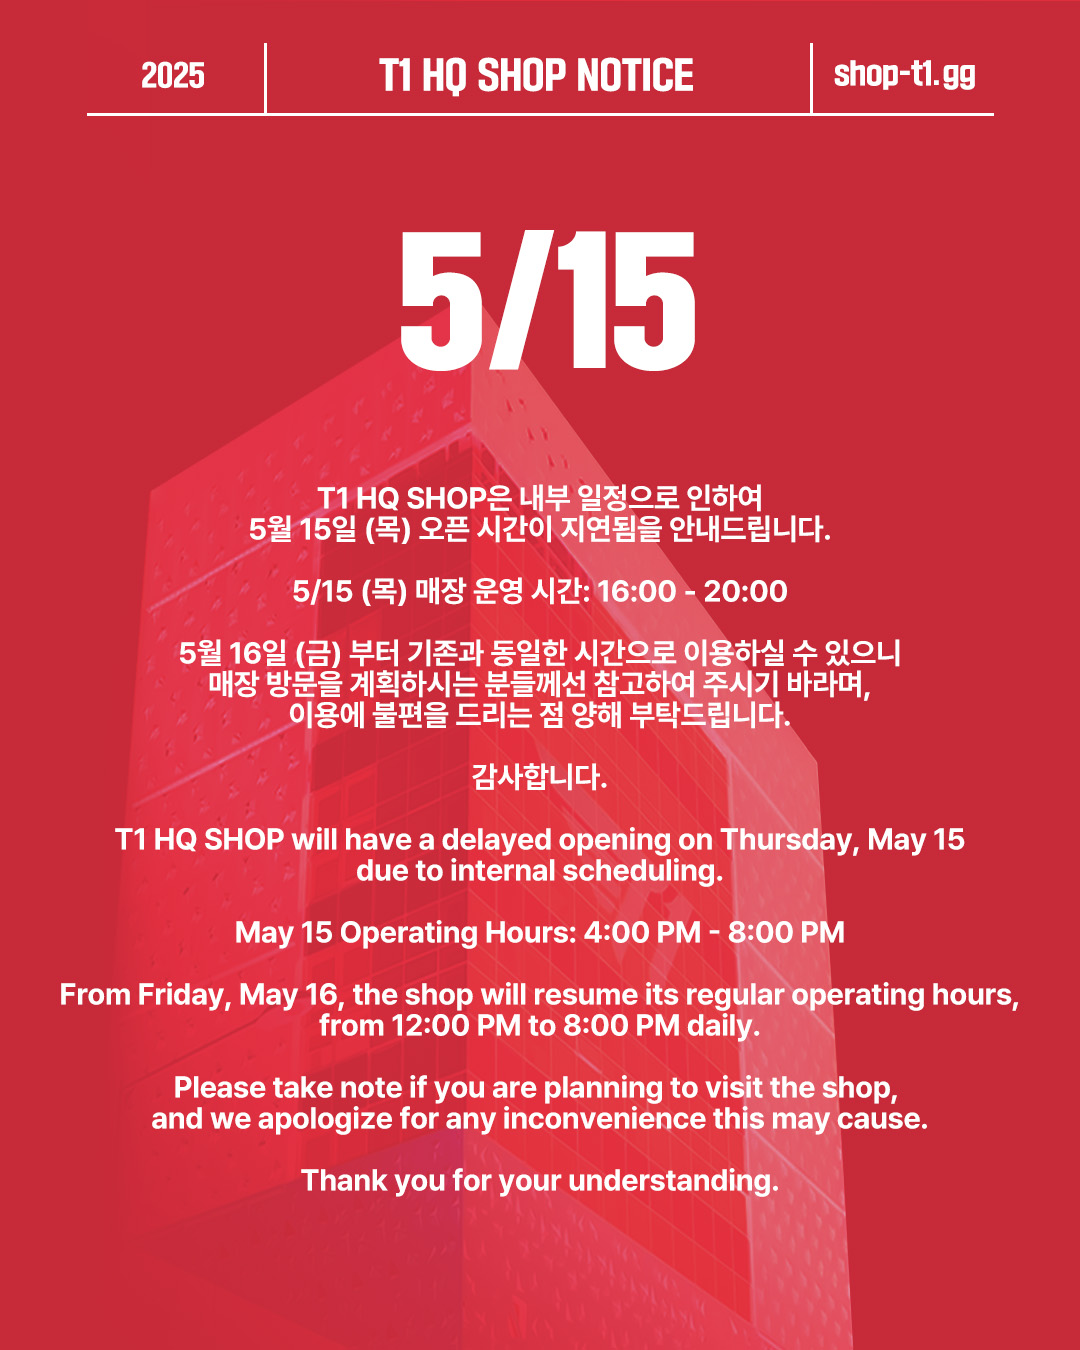 2025
T1 HQ SHOP NOTICE
shop-t1.gg
5/15
T1 HQ SHOP은 내부 일정으로 인하여
5월 15일 (목) 오픈 시간이 지연됨을 안내드립니다.
5/15 (목) 매장 운영 시간: 16:00 - 20:00
5월 16일 (금) 부터 기존과 동일한 시간으로 이용하실 수 있으니
매장 방문을 계획하시는 분들께선 참고하여 주시기 바라며,
이용에 불편을 드리는 점 양해 부탁드립니다.
감사합니다.
T1 HQ SHOP will have a delayed opening on Thursday, May 15
due to internal scheduling.
May 15 Operating Hours: 4:00 PM - 8:00 PM
From Friday, May 16, the shop will resume its regular operating hours,
from 12:00 PM to 8:00 PM daily.
Please take note if you are planning to visit the shop,
and we apologize for any inconvenience this may cause.
Thank you for your understanding.